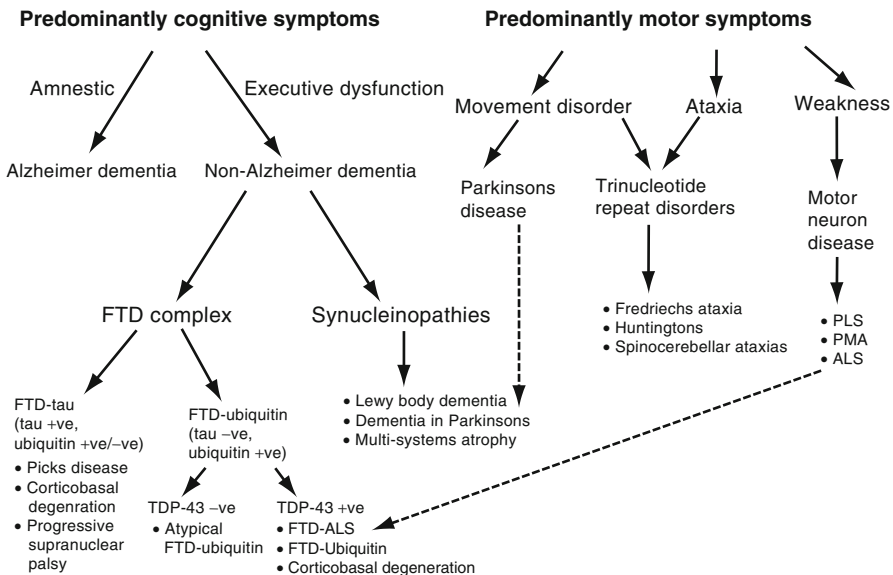 Predominantly cognitive symptoms
Predominantly motor symptoms
Amnestic
Executive dysfunction
Movement disorder
Ataxia
Weakness
Alzheimer dementia
Non-Alzheimer dementia
Parkinsons
disease
Trinucleotide
repeat disorders
Motor
neuron
disease
FTD complex
Synucleinopathies
• Fredriechs ataxia
• Huntingtons
• Spinocerebellar ataxias
• PLS
• PMA
• ALS
FTD-tau
(tau +ve,
ubiquitin +ve/−ve)
• Picks disease
• Corticobasal
degenration
• Progressive
supranuclear
palsy
FTD-ubiquitin
(tau −ve,
ubiquitin +ve)
• Lewy body dementia
• Dementia in Parkinsons
• Multi-systems atrophy
TDP-43 −ve
• Atypical
FTD-ubiquitin
TDP-43 +ve
• FTD-ALS
• FTD-Ubiquitin
• Corticobasal degeneration